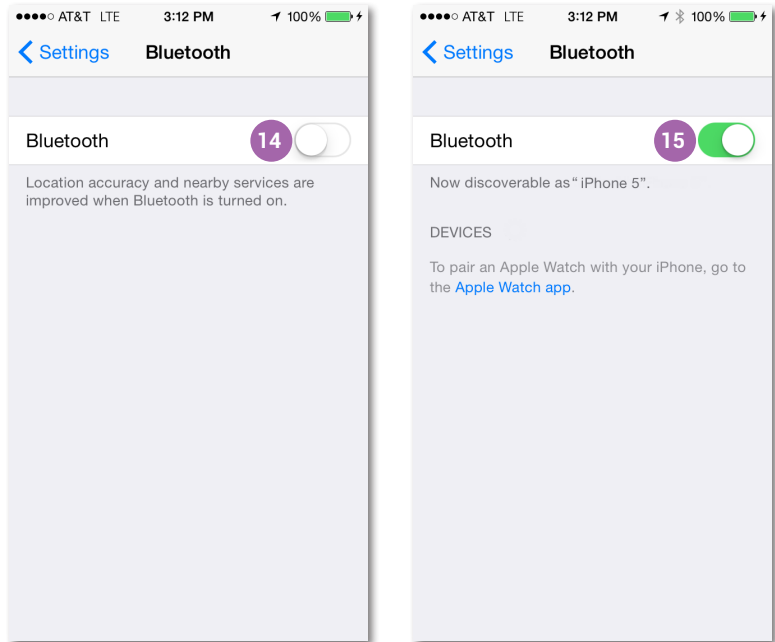 AT&T LTE 3:12 PM 100%
Settings Bluetooth
Bluetooth 14
Location accuracy and nearby services are
improved when Bluetooth is turned on.
AT&T LTE 3:12 PM 100%
Settings Bluetooth
Bluetooth 15
Now discoverable as “ iPhone 5”.
DEVICES
To pair an Apple Watch with your iPhone, go to
the Apple Watch app.